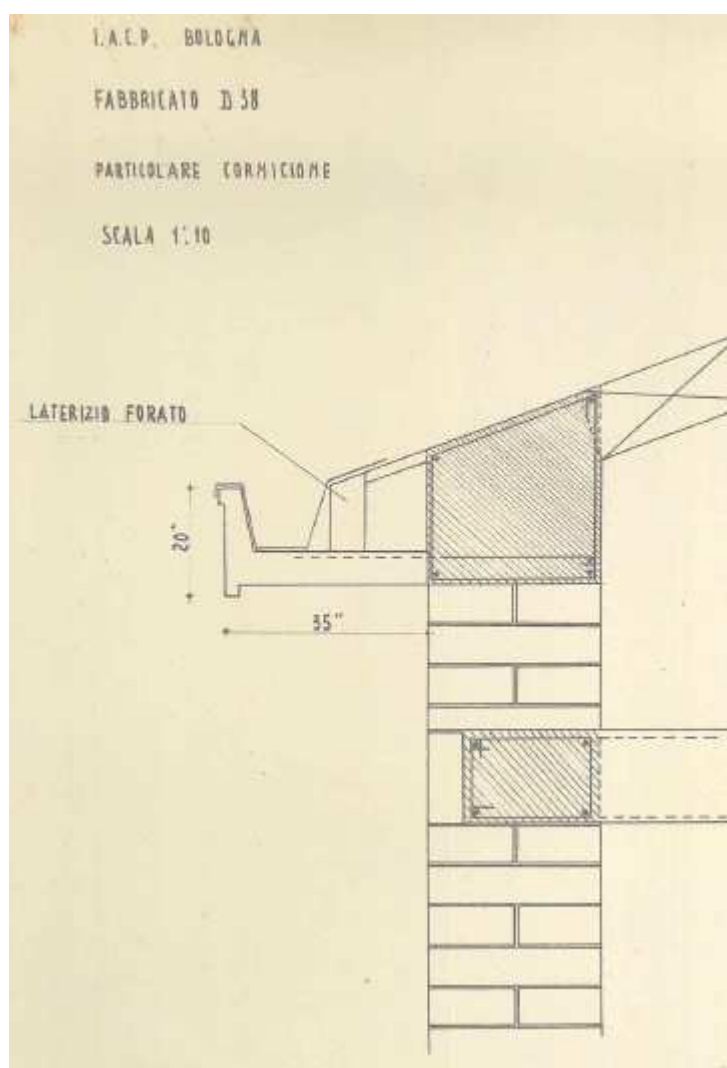 I.A.C.P. BOLOGNA
FABBRICATO D 38
PARTICOLARE CORNICIONE
SCALA 1:10
LATERIZIO FORATO
20"
35"